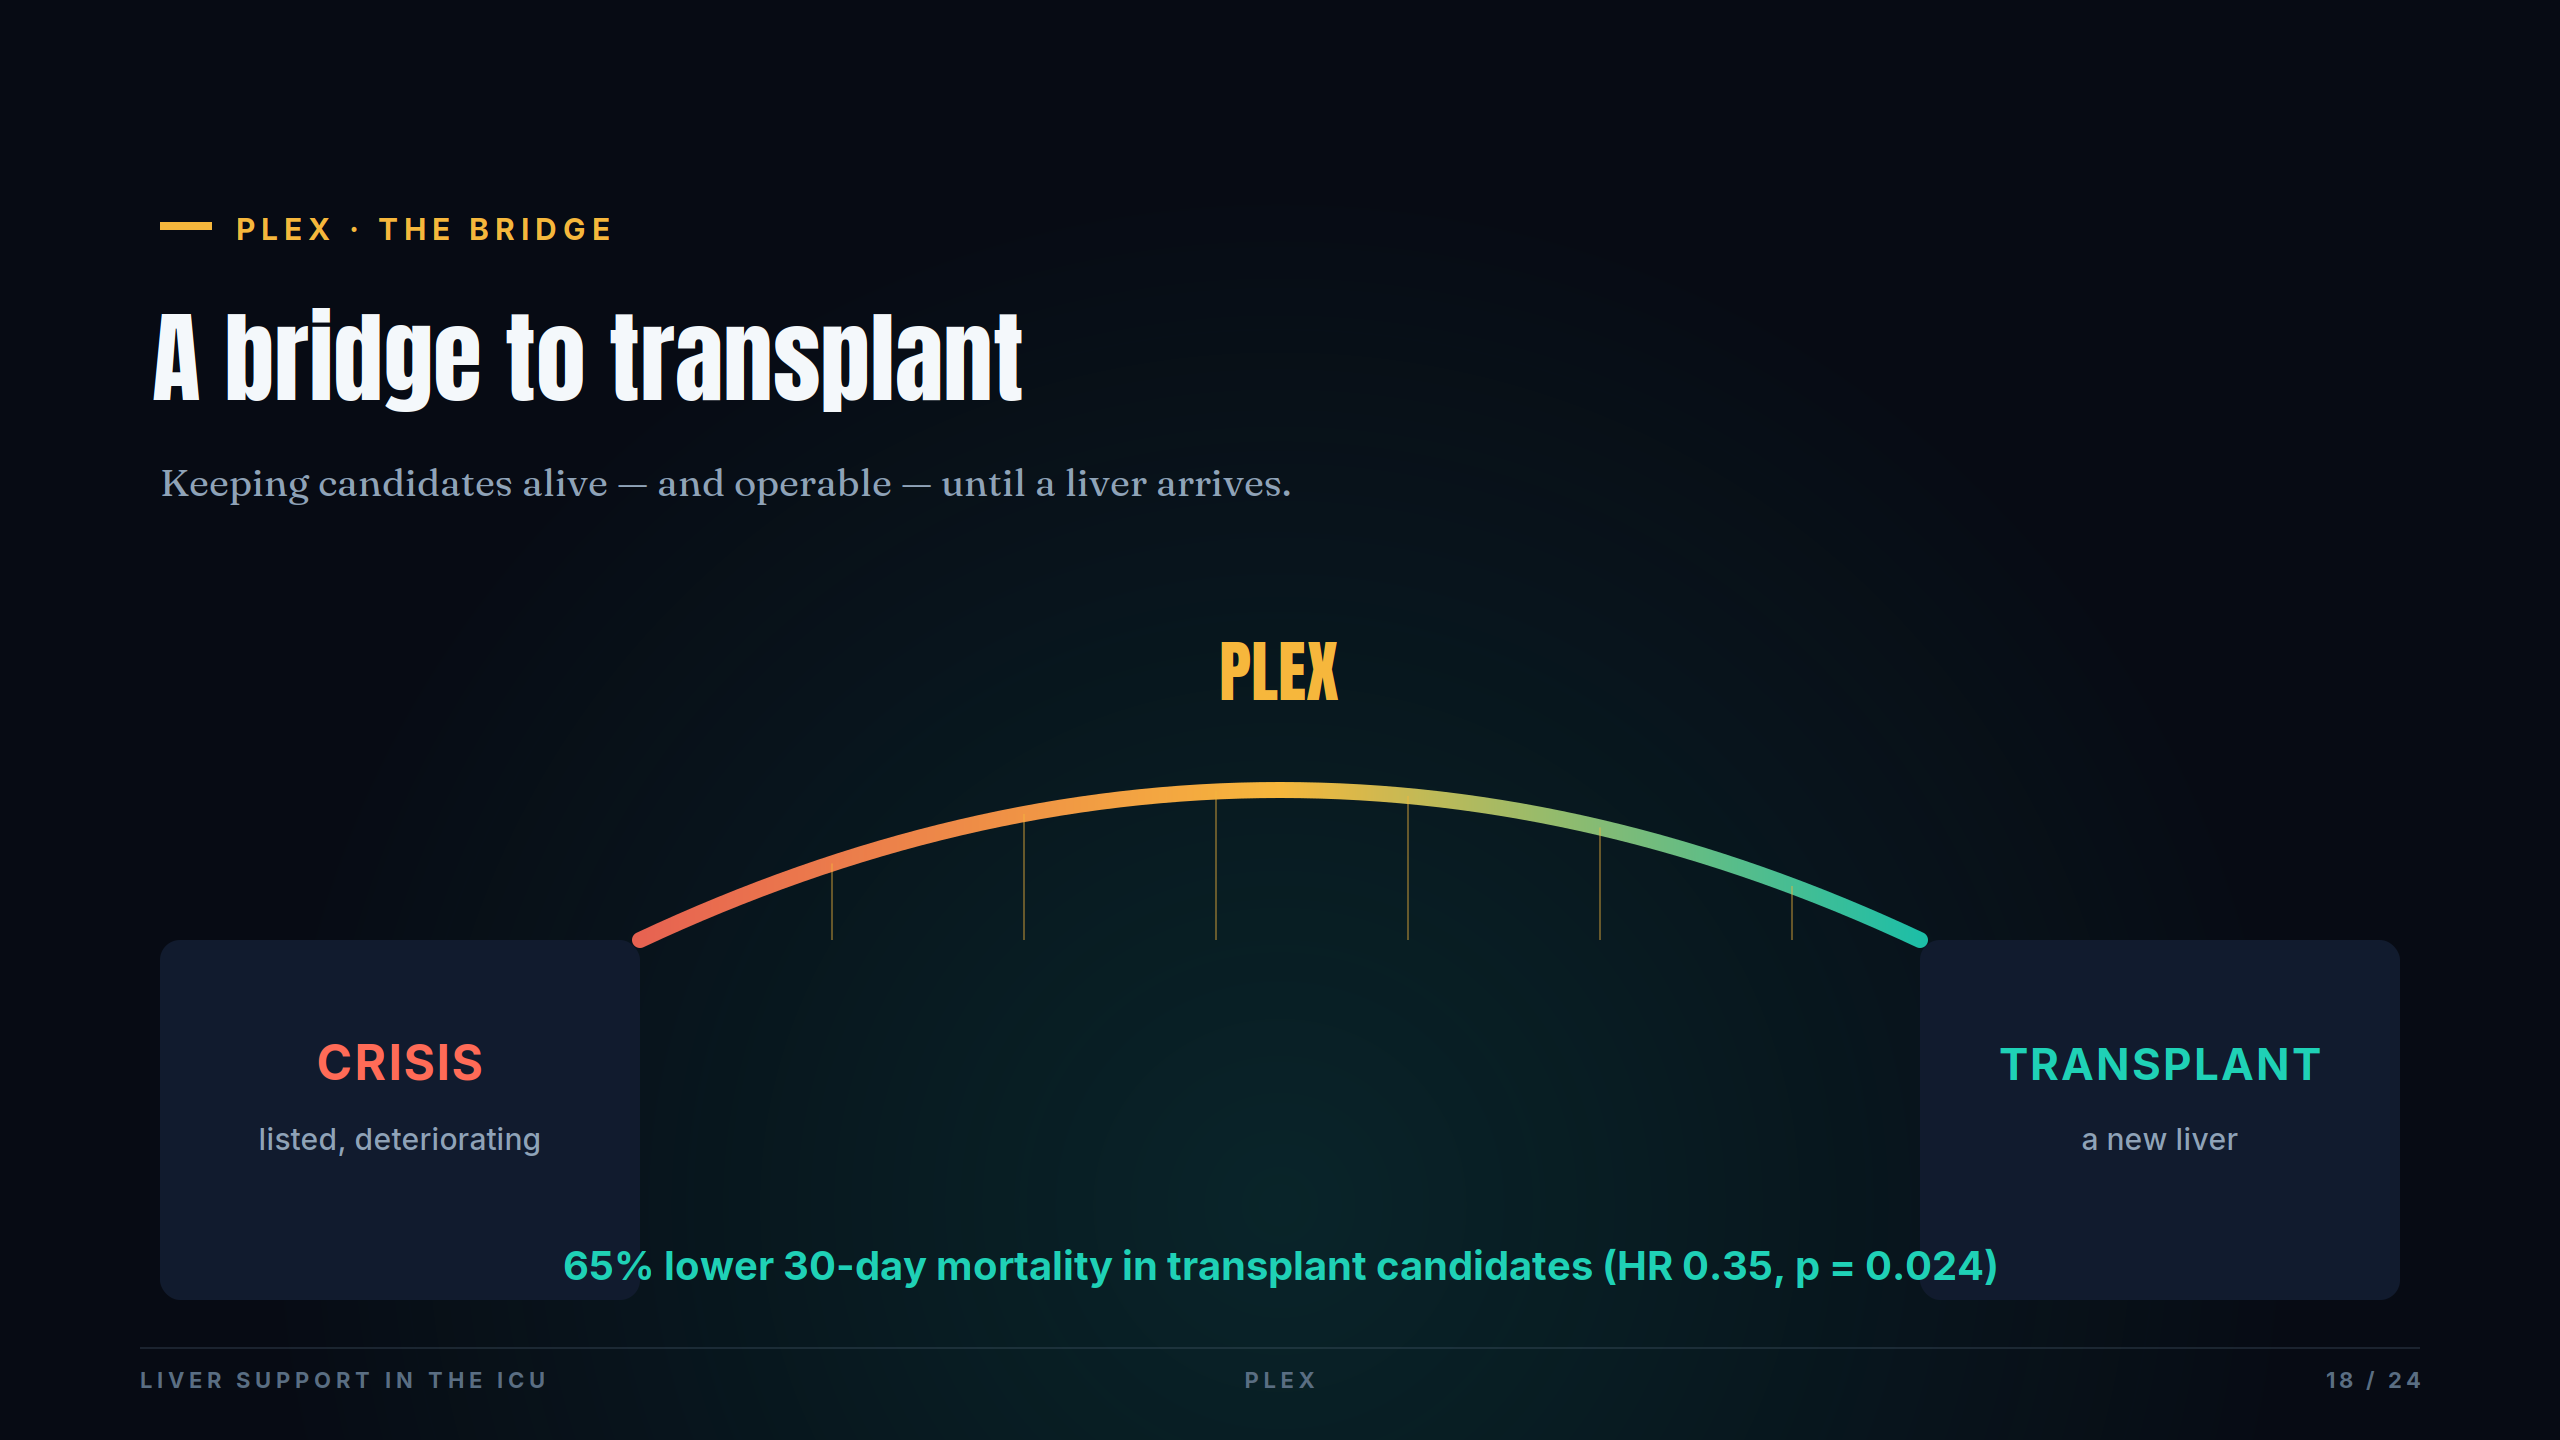 PLEX · THE BRIDGE
A bridge to transplant
Keeping candidates alive — and operable — until a liver arrives.
PLEX
CRISIS
listed, deteriorating
TRANSPLANT
a new liver
65% lower 30-day mortality in transplant candidates (HR 0.35, p = 0.024)
LIVER SUPPORT IN THE ICU
PLEX
18 / 24